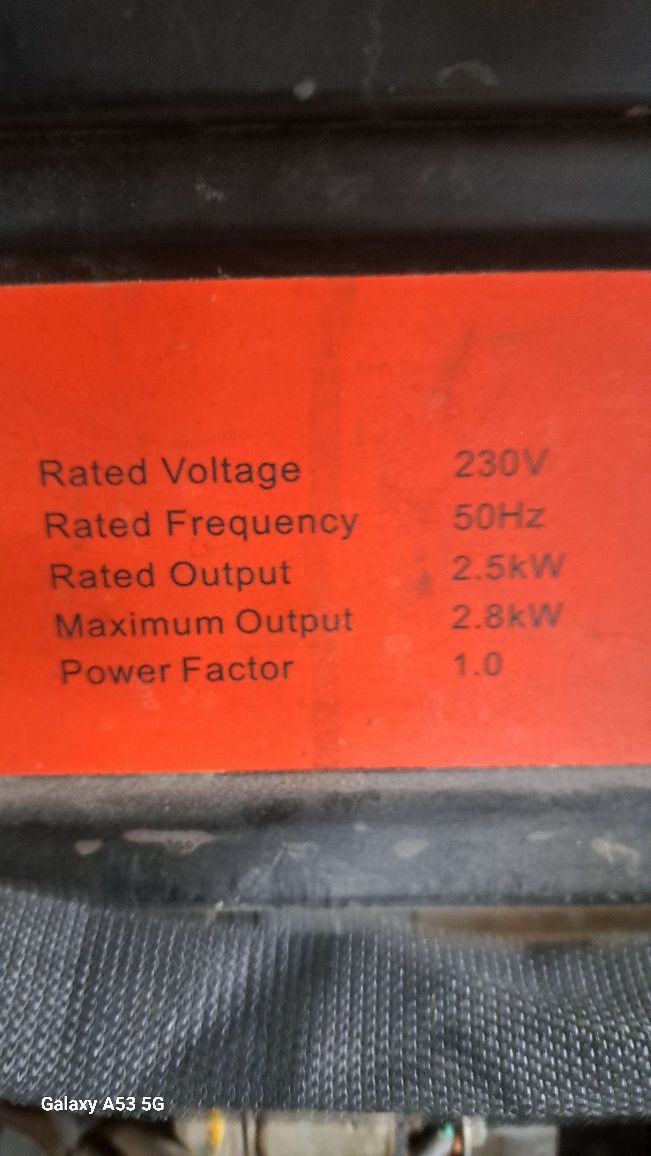 Rated Voltage 230V
Rated Frequency 50Hz
Rated Output 2.5kW
Maximum Output 2.8kW
Power Factor 1.0
Galaxy A53 5G